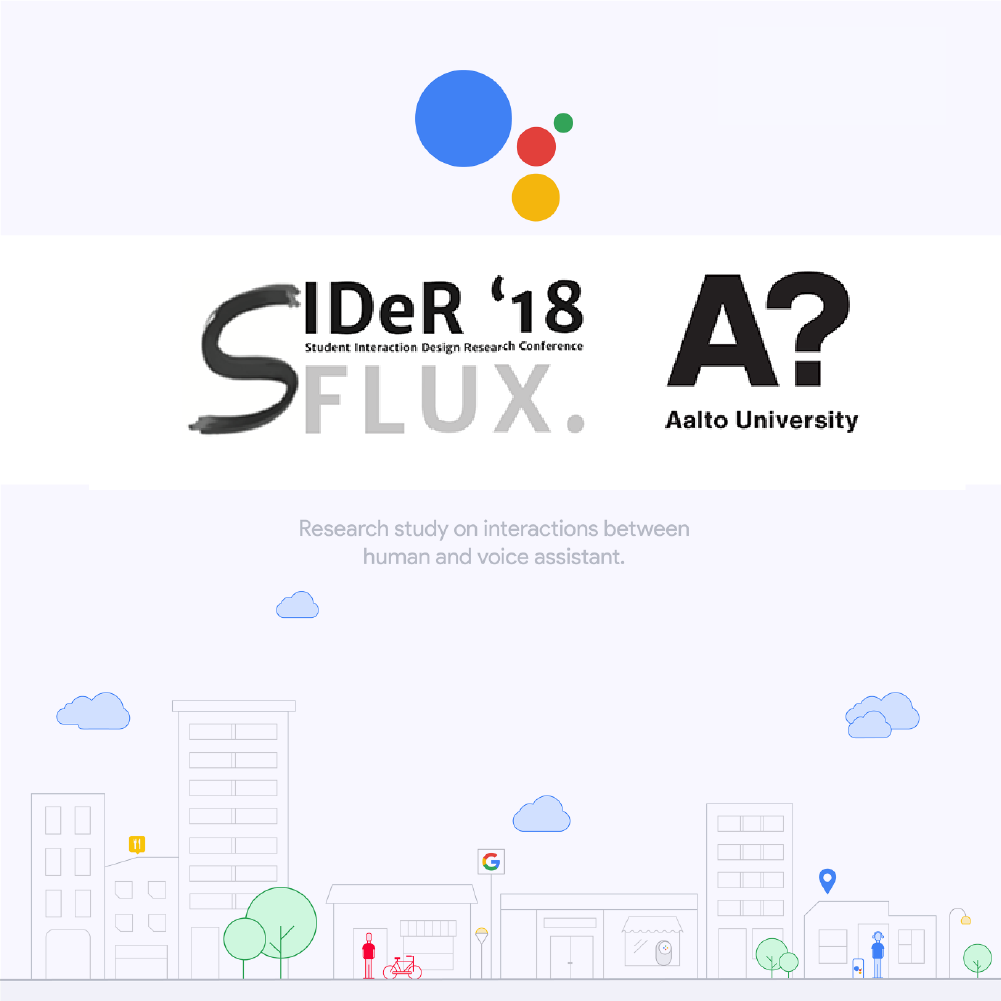 SIDeR ‘18
Student Interaction Design Research Conference
FLUX.
A?
Aalto University
Research study on interactions between
human and voice assistant.
G